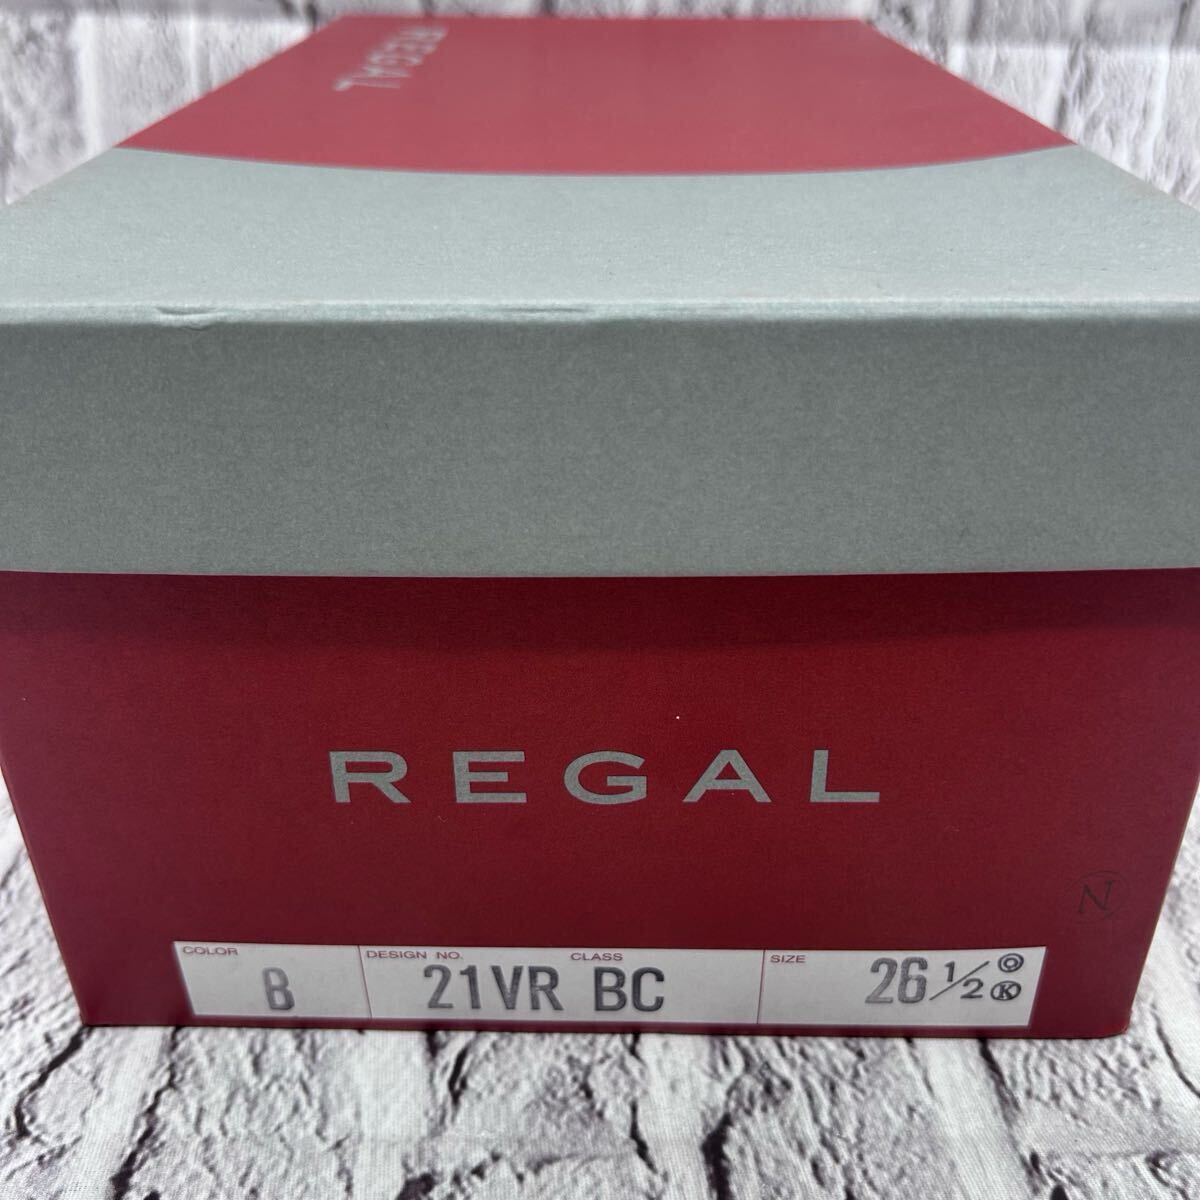 REGAL
REGAL
N
COLOR DESIGN NO. CLASS SIZE
B 21VR BC 26 1/2 Ⓚ